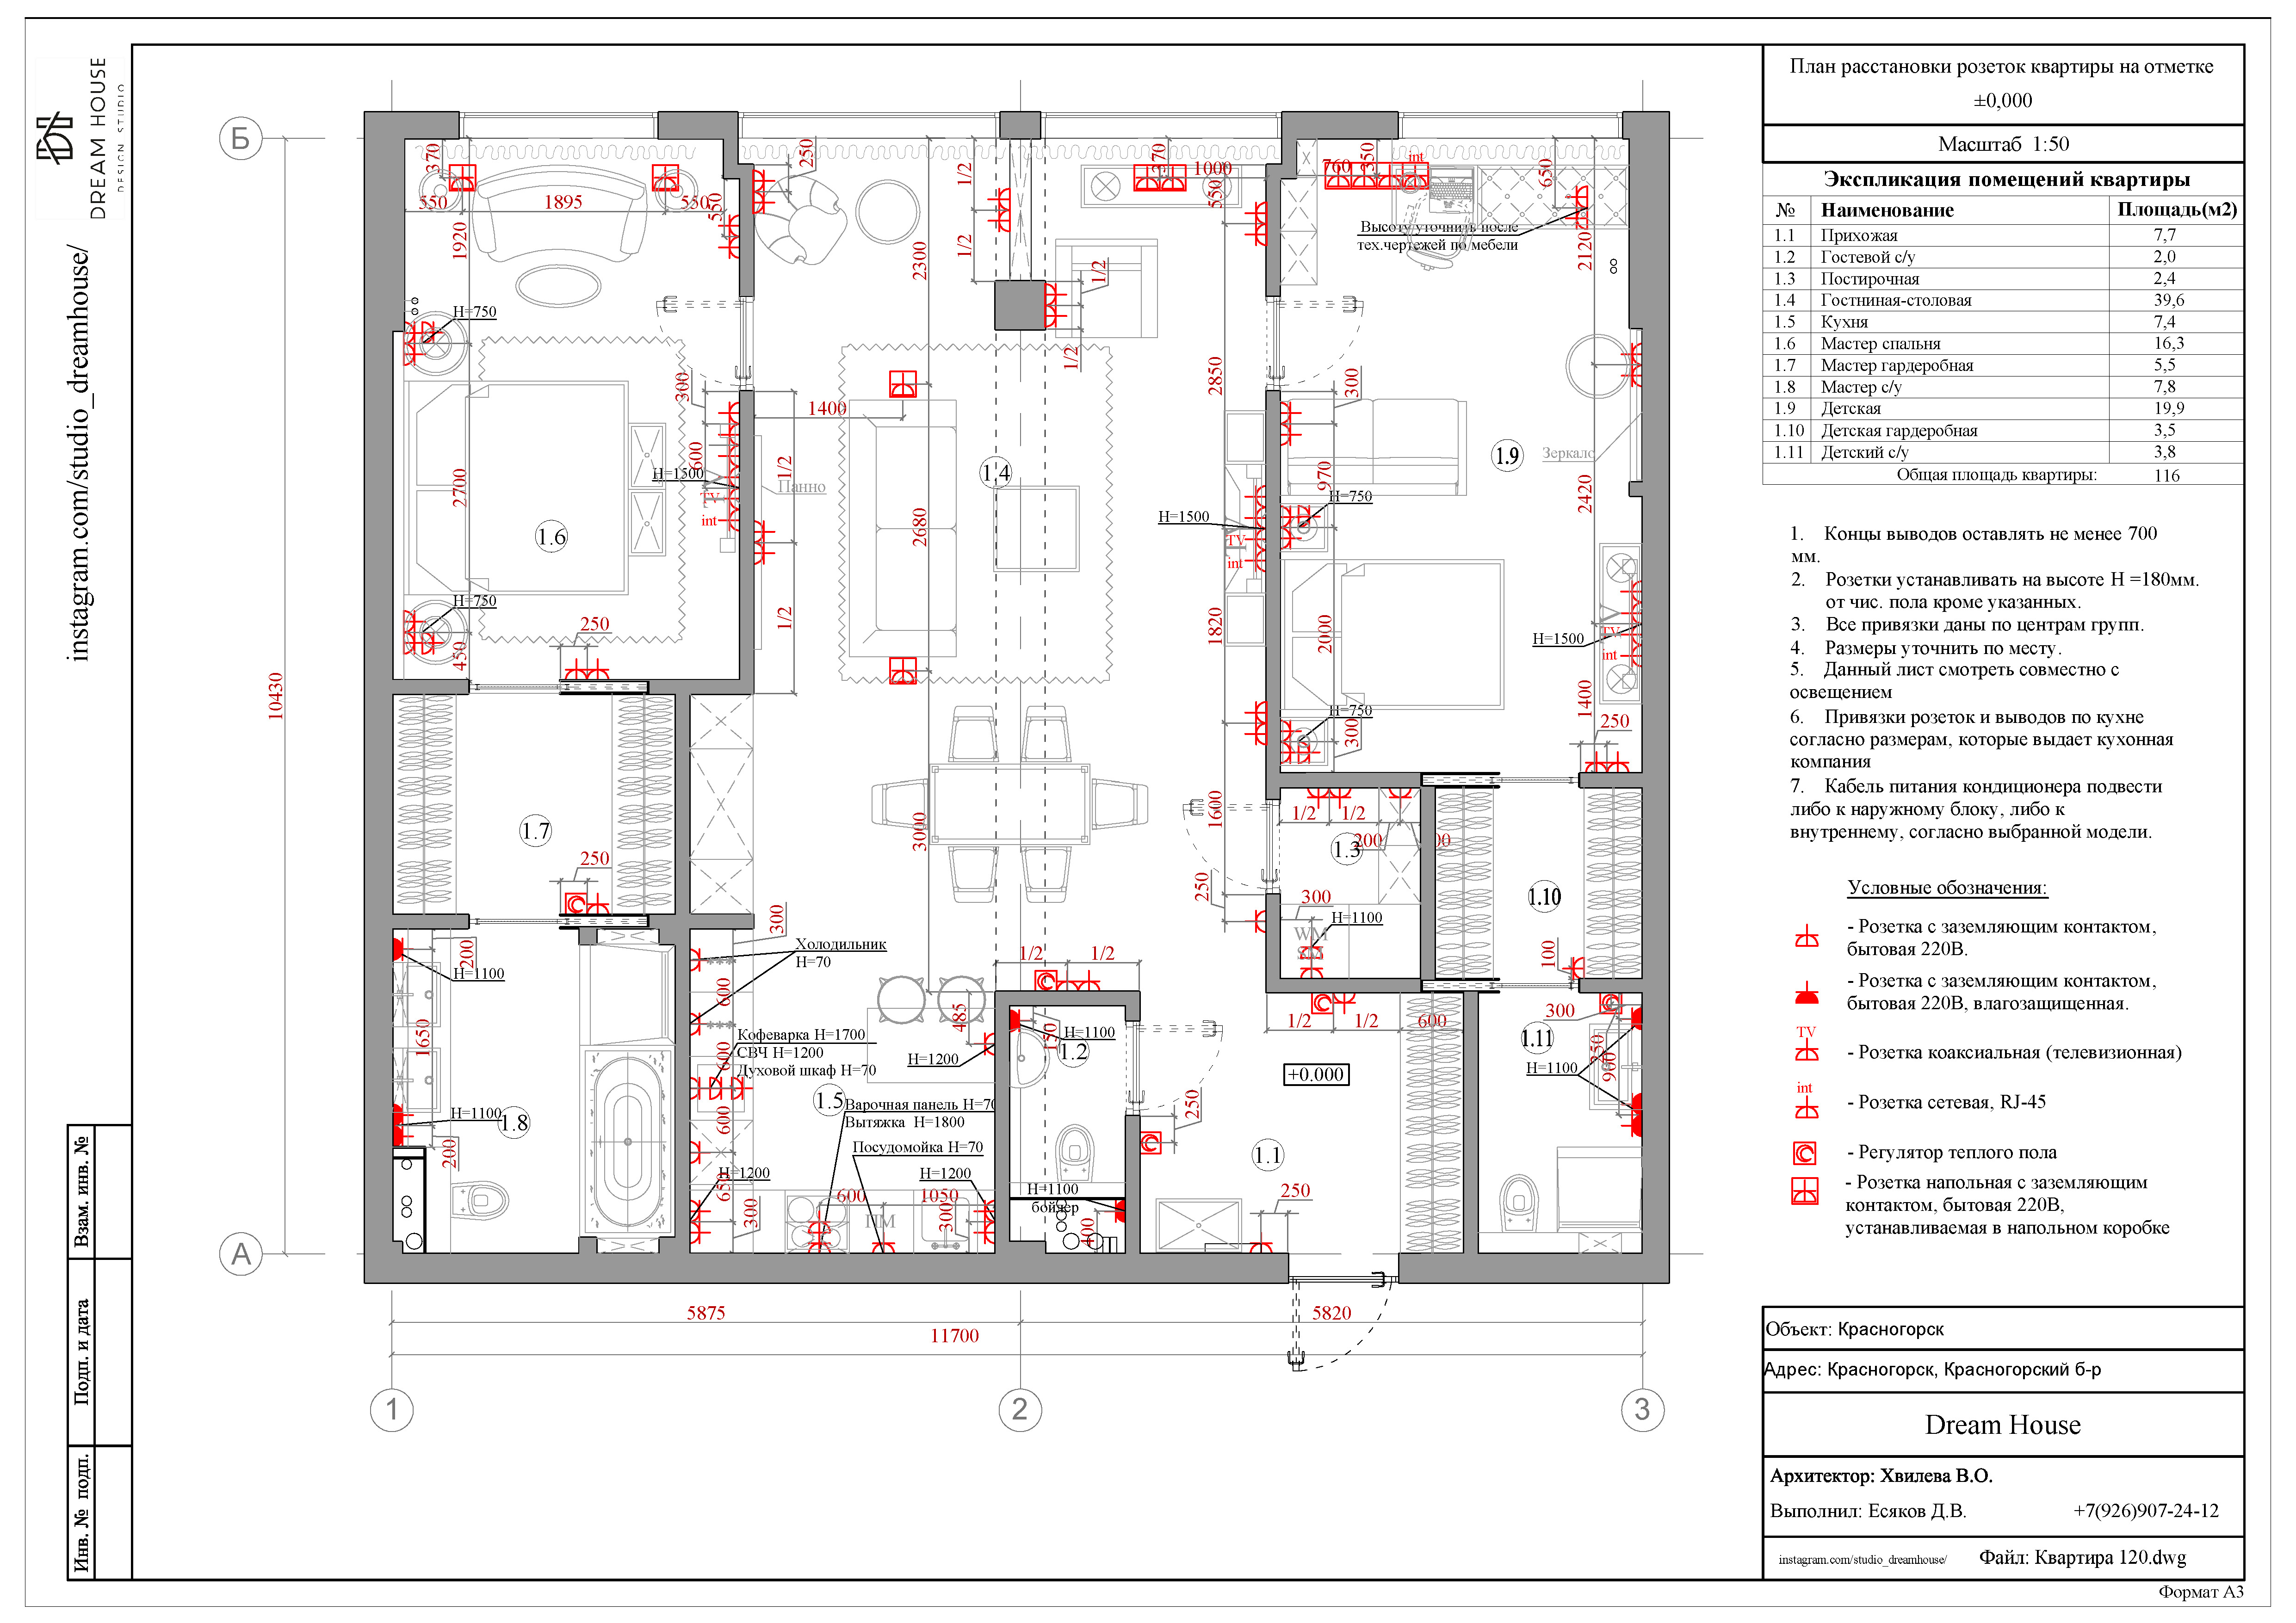 DREAM HOUSE
DESIGN STUDIO
instagram.com/studio_dreamhouse/
План расстановки розеток квартиры на отметке
±0,000
Масштаб 1:50
Экспликация помещений квартиры
№ Наименование Площадь(м2)
1.1 Прихожая 7,7
1.2 Гостевой с/у 2,0
1.3 Постирочная 2,4
1.4 Гостниная-столовая 39,6
1.5 Кухня 7,4
1.6 Мастер спальня 16,3
1.7 Мастер гардеробная 5,5
1.8 Мастер с/у 7,8
1.9 Детская 19,9
1.10 Детская гардеробная 3,5
1.11 Детский с/у 3,8
Общая площадь квартиры: 116
1. Концы выводов оставлять не менее 700
мм.
2. Розетки устанавливать на высоте Н =180мм.
от чис. пола кроме указанных.
3. Все привязки даны по центрам групп.
4. Размеры уточнить по месту.
5. Данный лист смотреть совместно с
освещением
6. Привязки розеток и выводов по кухне
согласно размерам, которые выдает кухонная
компания
7. Кабель питания кондиционера подвести
либо к наружному блоку, либо к
внутреннему, согласно выбранной модели.
Условные обозначения:
- Розетка с заземляющим контактом,
бытовая 220В.
- Розетка с заземляющим контактом,
бытовая 220В, влагозащищенная.
TV
- Розетка коаксиальная (телевизионная)
int
- Розетка сетевая, RJ-45
- Регулятор теплого пола
- Розетка напольная с заземляющим
контактом, бытовая 220В,
устанавливаемая в напольном коробке
Объект: Красногорск
Адрес: Красногорск, Красногорский б-р
Dream House
Архитектор: Хвилева В.О.
Выполнил: Есяков Д.В. +7(926)907-24-12
instagram.com/studio_dreamhouse/ Файл: Квартира 120.dwg
Формат А3
Взам. инв. №
Подп. и дата
Инв. № подп.
Б
А
1
2
3
10430
5875
5820
11700
370
550
1895
550
550
1920
H=750
300
600
H=1500
TV
int
2700
1.6
H=750
450
250
250
1/2
1/2
2300
1400
1/2
Панно
1/2
2680
1.4
1/2
1/2
370
1000
550
2850
H=1500
TV
int
1820
1600
250
3000
760
350
int
650
Высоту уточнить после
тех.чертежей по мебели
2120
300
1.9
Зеркало
970
H=750
2420
2000
H=1500
TV
int
1400
H=750
300
250
1.7
250
1/2
1/2
1.3
200
300
H=1100
WM
1.10
100
200
H=1100
1650
H=1100
1.8
200
300
Холодильник
H=70
600
Кофеварка H=1700
СВЧ H=1200
Духовой шкаф H=70
600
600
1.5
Варочная панель H=70
Вытяжка H=1800
Посудомойка H=70
H=1200
650
300
600
ПМ
H=1200
1050
300
485
H=1200
1/2
1/2
150
H=1100
1.2
H=1100
бойлер
400
1/2
1/2
600
+0.000
250
1.1
250
300
1.11
H=1100
900